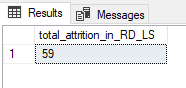 Results Messages
total_attrition_in_RD_LS
1 59